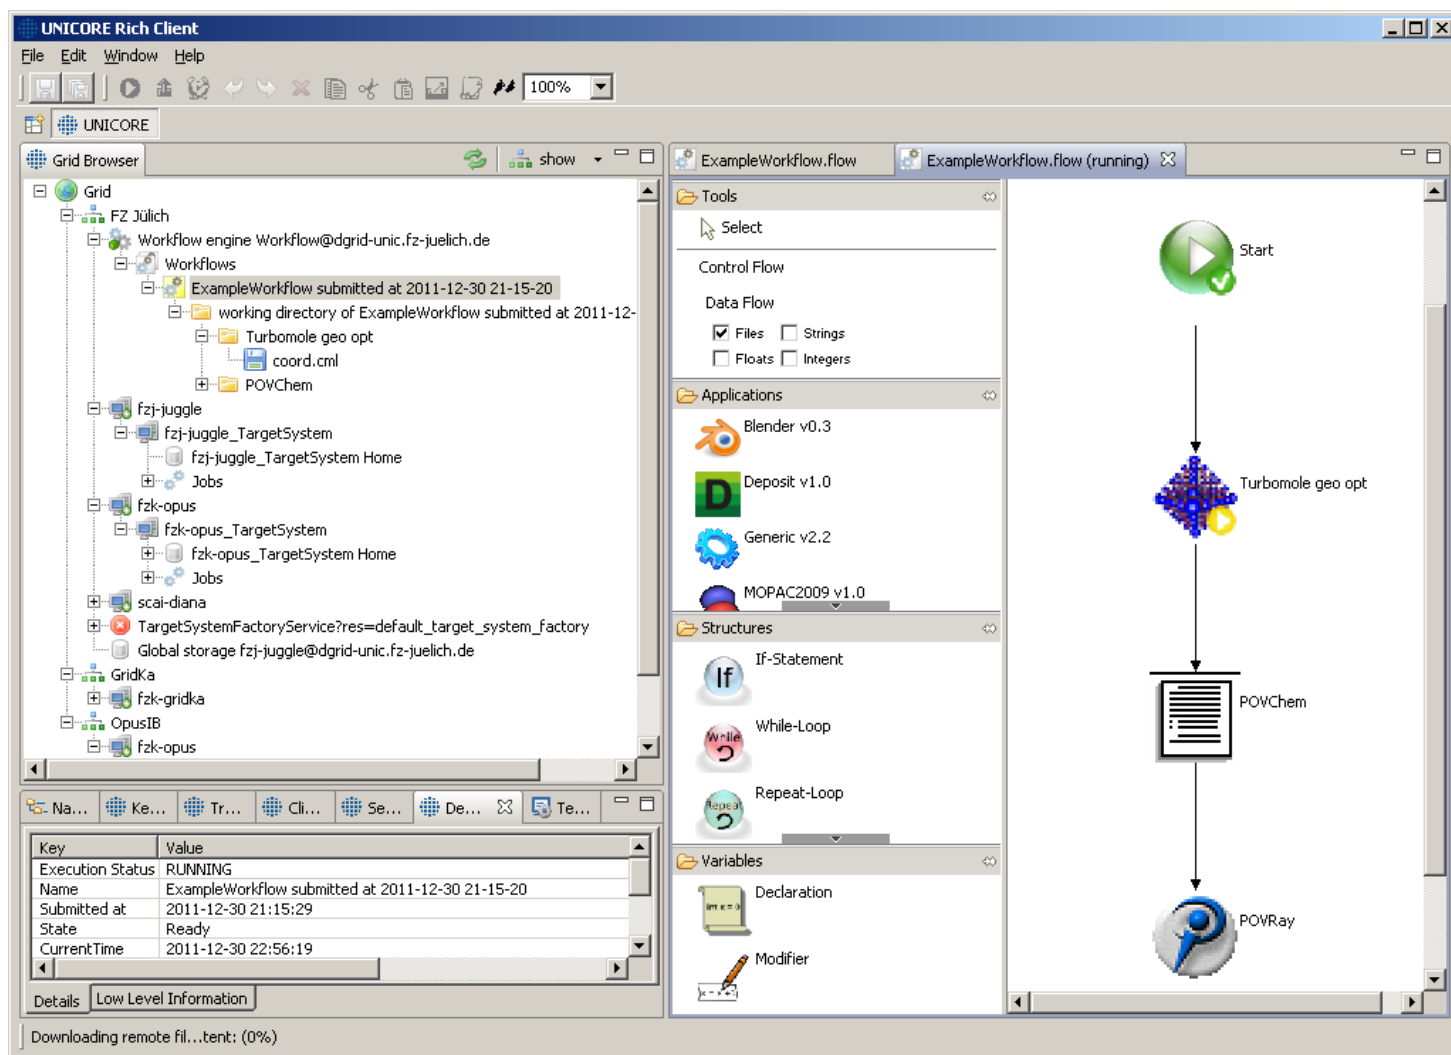 UNICORE Rich Client
File Edit Window Help
100%
UNICORE
Grid Browser
show
Grid
FZ Jülich
Workflow engine Workflow@dgrid-unic.fz-juelich.de
Workflows
ExampleWorkflow submitted at 2011-12-30 21-15-20
working directory of ExampleWorkflow submitted at 2011-12-
Turbomole geo opt
coord.cml
POVChem
fzj-juggle
fzj-juggle_TargetSystem
fzj-juggle_TargetSystem Home
Jobs
fzk-opus
fzk-opus_TargetSystem
fzk-opus_TargetSystem Home
Jobs
scai-diana
TargetSystemFactoryService?res=default_target_system_factory
Global storage fzj-juggle@dgrid-unic.fz-juelich.de
GridKa
fzk-gridka
OpusIB
fzk-opus
Na... Ke... Tr... Cli... Se... De... Te...
Key Value
Execution Status RUNNING
Name ExampleWorkflow submitted at 2011-12-30 21-15-20
Submitted at 2011-12-30 21:15:29
State Ready
CurrentTime 2011-12-30 22:56:19
Details Low Level Information
Downloading remote fil...tent: (0%)
ExampleWorkflow.flow ExampleWorkflow.flow (running)
Tools
Select
Control Flow
Data Flow
Files Strings
Floats Integers
Applications
Blender v0.3
D Deposit v1.0
Generic v2.2
MOPAC2009 v1.0
Structures
If If-Statement
While While-Loop
Repeat Repeat-Loop
Variables
int x = 0 Declaration
Modifier
Start
Turbomole geo opt
POVChem
POVRay